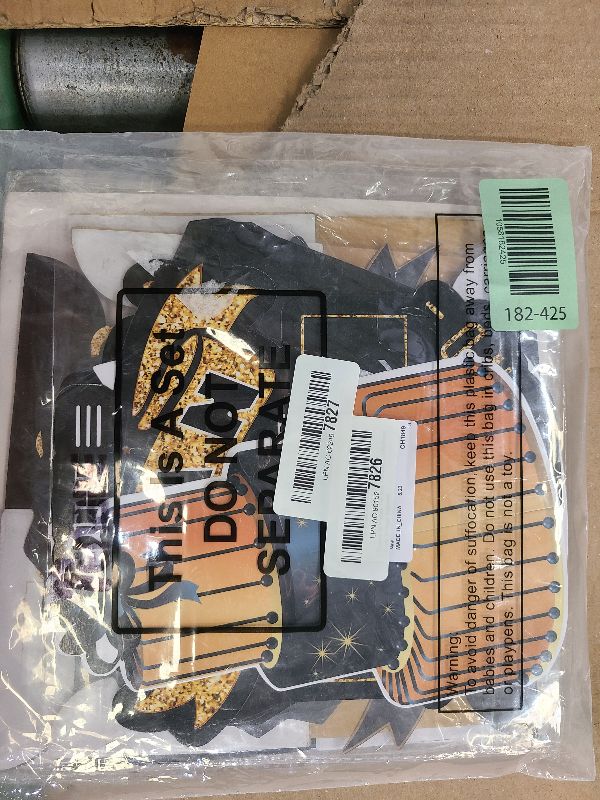 1058182425
182-425
This Is A Set
DO NOT
SEPARATE
7827
7826
New
MADE IN CHINA
Warning:
To avoid danger of suffocation, keep this plastic bag away from
babies and children. Do not use this bag in cribs, beds, carriages
or playpens. This bag is not a toy.